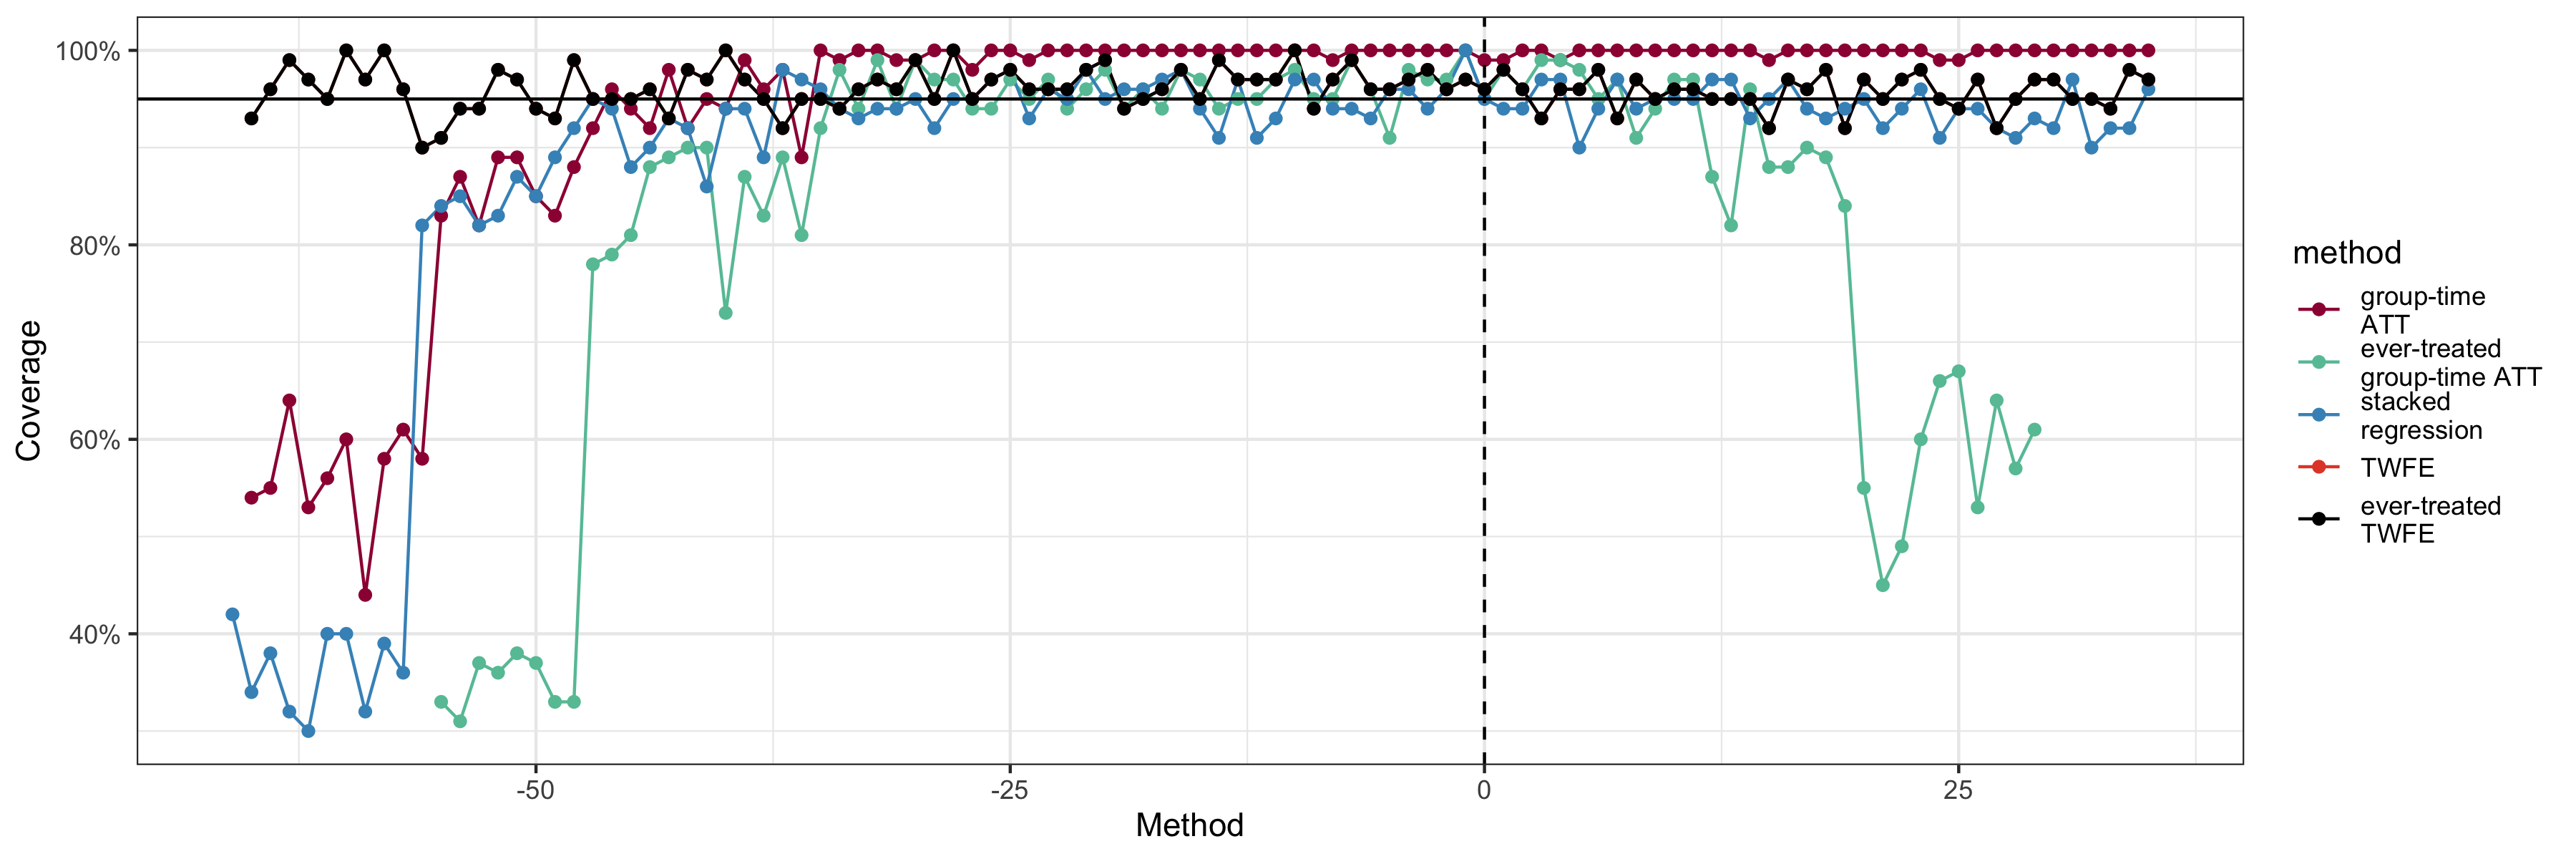 100%
80%
60%
40%
Coverage
-50
-25
0
25
Method
method
group-time
ATT
ever-treated
group-time ATT
stacked
regression
TWFE
ever-treated
TWFE